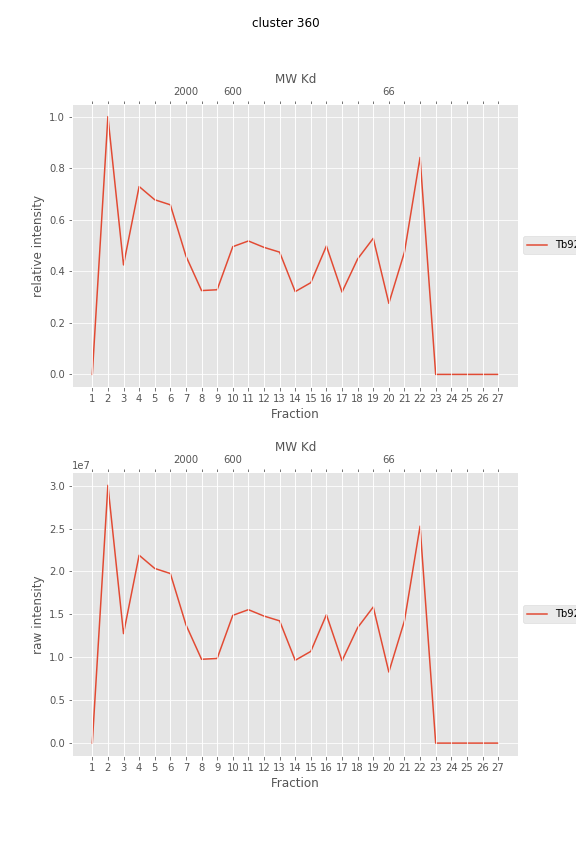 cluster 360
MW Kd
2000 600 66
1.0
0.8
0.6
0.4
0.2
0.0
relative intensity
Tb92
1 2 3 4 5 6 7 8 9 10 11 12 13 14 15 16 17 18 19 20 21 22 23 24 25 26 27
Fraction
MW Kd
1e7
2000 600 66
3.0
2.5
2.0
1.5
1.0
0.5
0.0
raw intensity
Tb92
1 2 3 4 5 6 7 8 9 10 11 12 13 14 15 16 17 18 19 20 21 22 23 24 25 26 27
Fraction